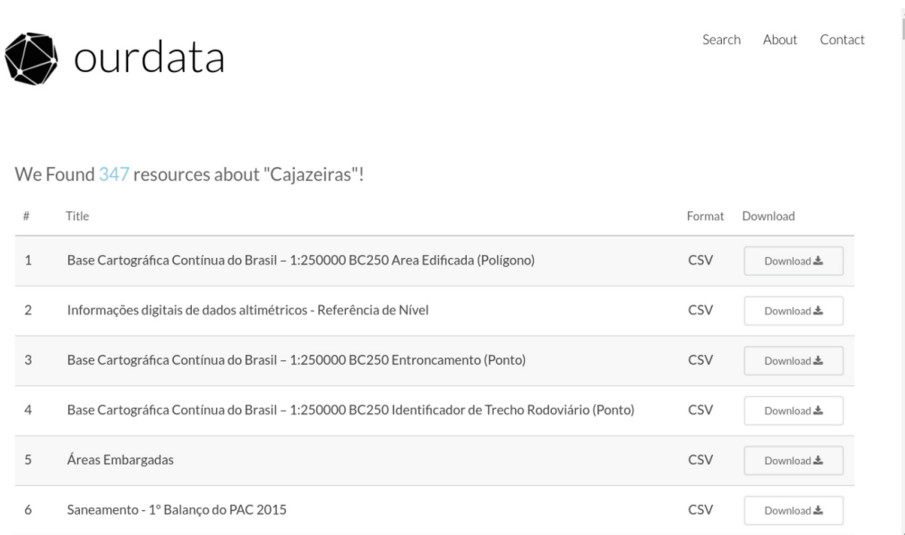 ourdata
Search About Contact
We Found 347 resources about "Cajazeiras"!
# Title Format Download
1 Base Cartográfica Contínua do Brasil – 1:250000 BC250 Area Edificada (Polígono) CSV Download
2 Informações digitais de dados altimétricos - Referência de Nível CSV Download
3 Base Cartográfica Contínua do Brasil – 1:250000 BC250 Entroncamento (Ponto) CSV Download
4 Base Cartográfica Contínua do Brasil – 1:250000 BC250 Identificador de Trecho Rodoviário (Ponto) CSV Download
5 Áreas Embargadas CSV Download
6 Saneamento - 1º Balanço do PAC 2015 CSV Download